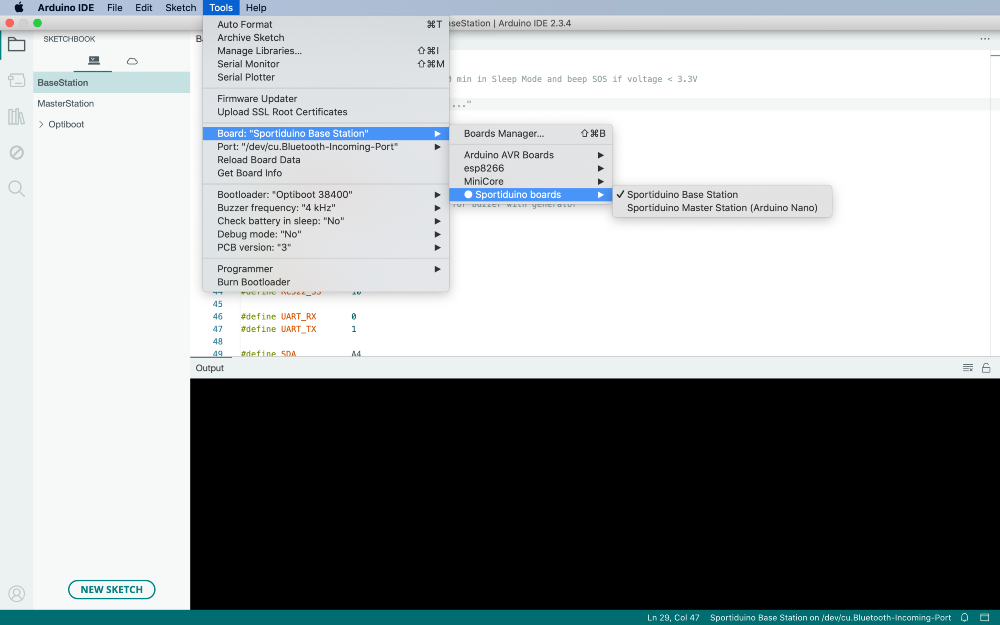 Arduino IDE File Edit Sketch Tools Help
aseStation | Arduino IDE 2.3.4
SKETCHBOOK
BaseStation
MasterStation
Optiboot
NEW SKETCH
Auto Format ⌘T
Archive Sketch
Manage Libraries... ⇧⌘I
Serial Monitor ⇧⌘M
Serial Plotter
Firmware Updater
Upload SSL Root Certificates
Board: "Sportiduino Base Station"
Port: "/dev/cu.Bluetooth-Incoming-Port"
Reload Board Data
Get Board Info
Bootloader: "Optiboot 38400"
Buzzer frequency: "4 kHz"
Check battery in sleep: "No"
Debug mode: "No"
PCB version: "3"
Programmer
Burn Bootloader
Boards Manager... ⇧⌘B
Arduino AVR Boards
esp8266
MiniCore
Sportiduino boards
✓ Sportiduino Base Station
Sportiduino Master Station (Arduino Nano)
min in Sleep Mode and beep SOS if voltage < 3.3V
..."
for buzzer with generator
44 #define RC522_SS 10
45
46 #define UART_RX 0
47 #define UART_TX 1
48
49 #define SDA A4
Output
Ln 29, Col 47 Sportiduino Base Station on /dev/cu.Bluetooth-Incoming-Port